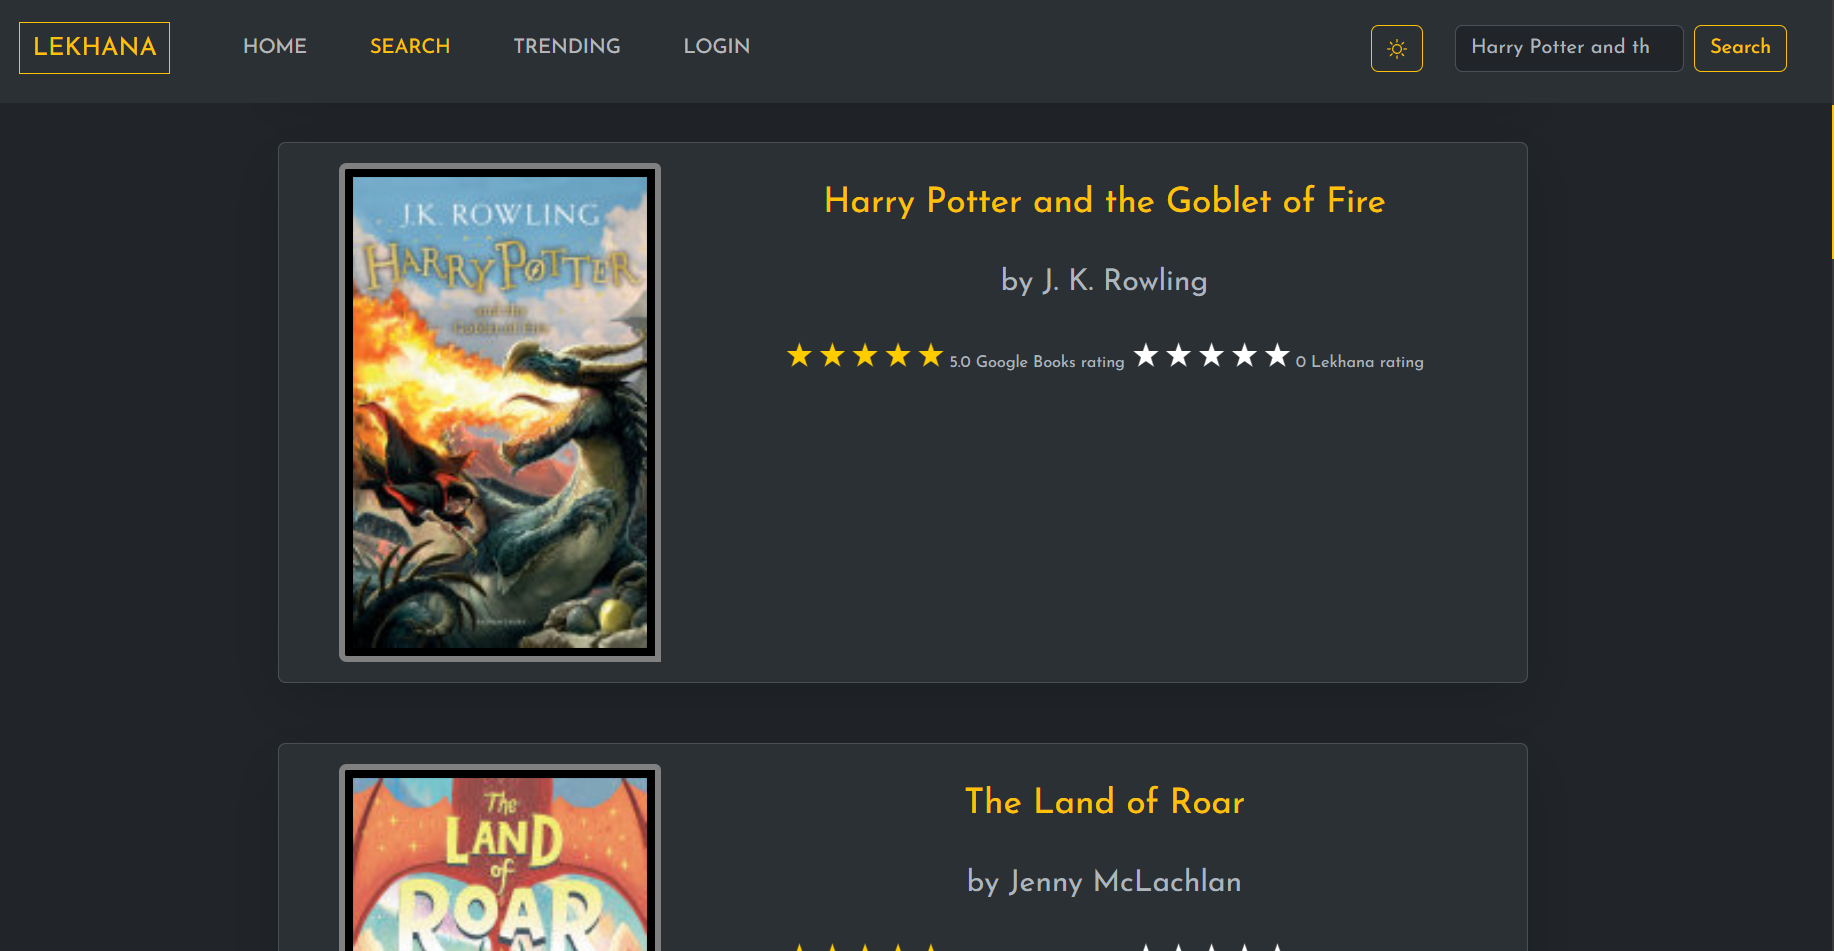 LEKHANA HOME SEARCH TRENDING LOGIN Harry Potter and th Search
J.K. ROWLING
HARRY POTTER
and the
Goblet of Fire
Harry Potter and the Goblet of Fire
by J. K. Rowling
5.0 Google Books rating 0 Lekhana rating
The
LAND
of
ROAR
The Land of Roar
by Jenny McLachlan